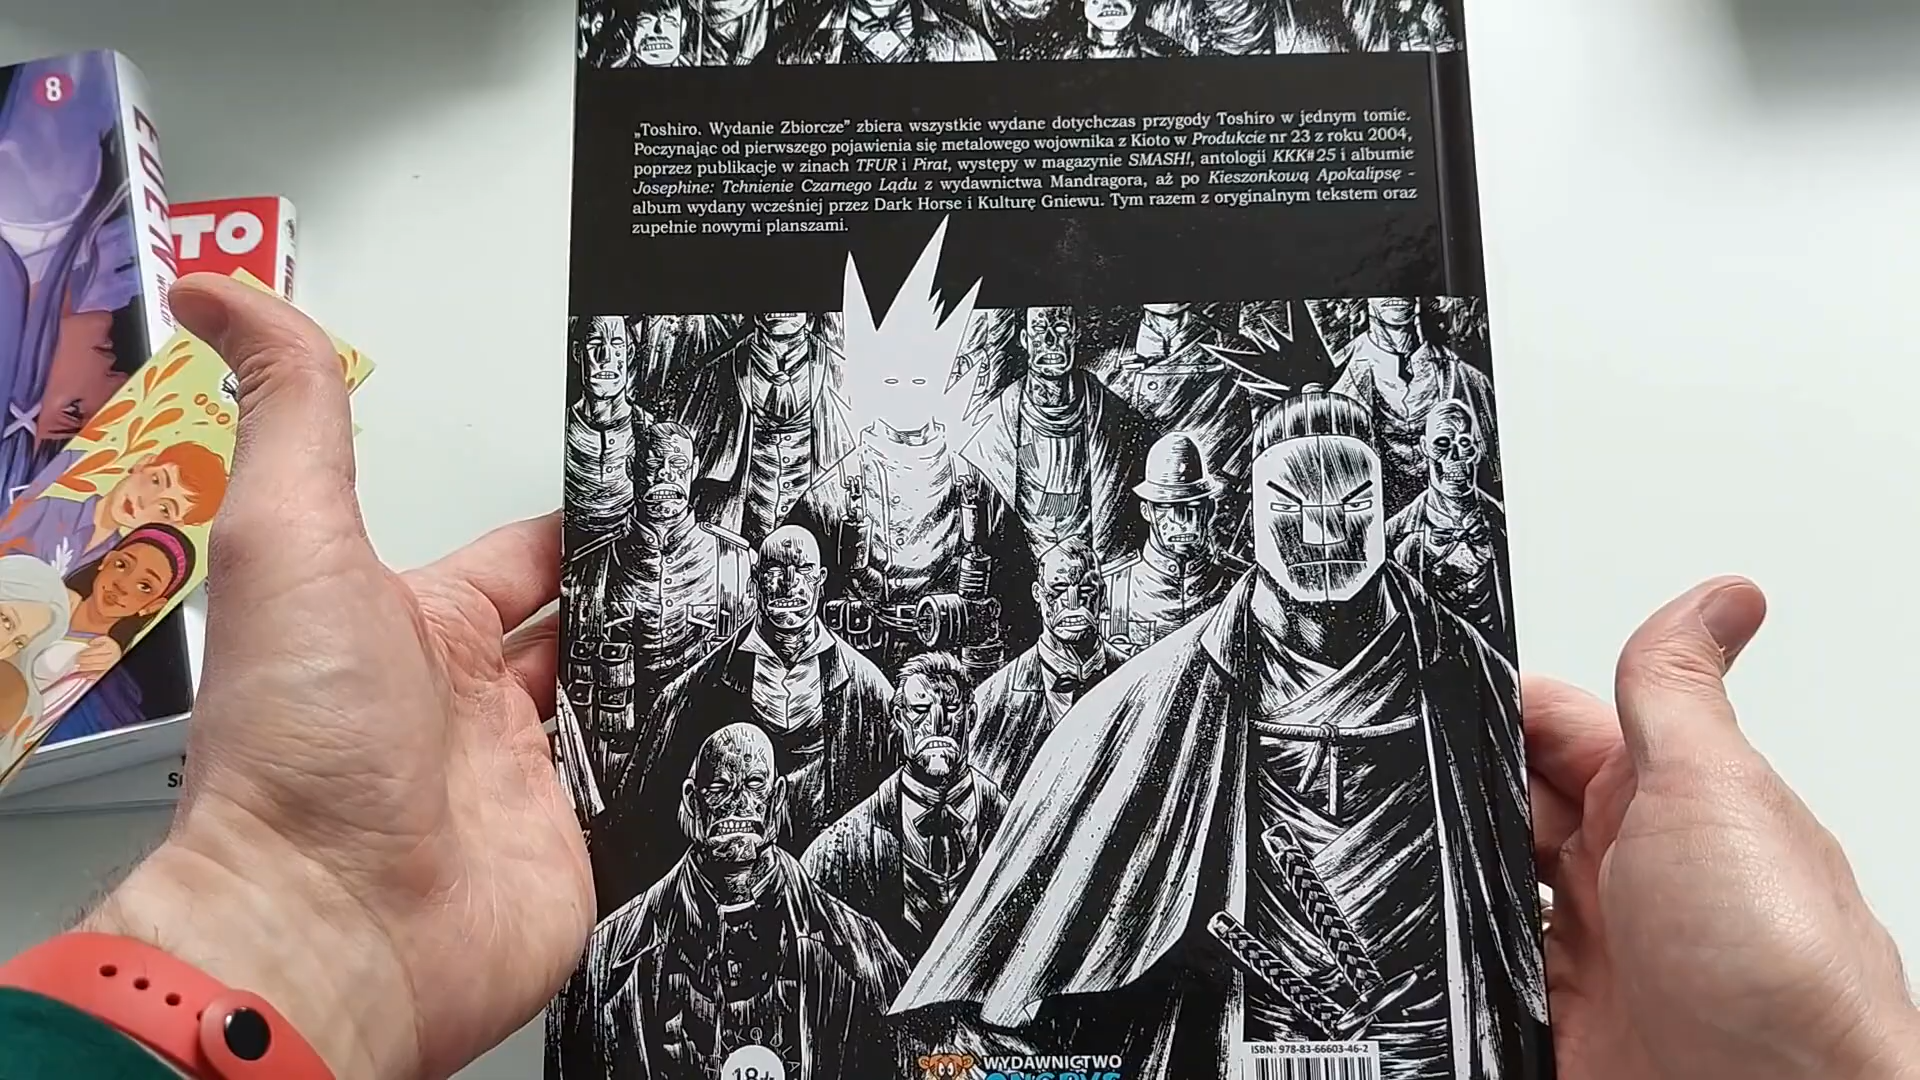 8
EDEN
TO
„Toshiro. Wydanie Zbiorcze” zbiera wszystkie wydane dotychczas przygody Toshiro w jednym tomie.
Poczynając od pierwszego pojawienia się metalowego wojownika z Kioto w Produkcie nr 23 z roku 2004,
poprzez publikacje w zinach TFUR i Pirat, występy w magazynie SMASH!, antologii KKK#25 i albumie
Josephine: Tchnienie Czarnego Lądu z wydawnictwa Mandragora, aż po Kieszonkową Apokalipsę -
album wydany wcześniej przez Dark Horse i Kulturę Gniewu. Tym razem z oryginalnym tekstem oraz
zupełnie nowymi planszami.
18+
WYDAWNICTWO
ONGRYS
ISBN: 978-83-66603-46-2